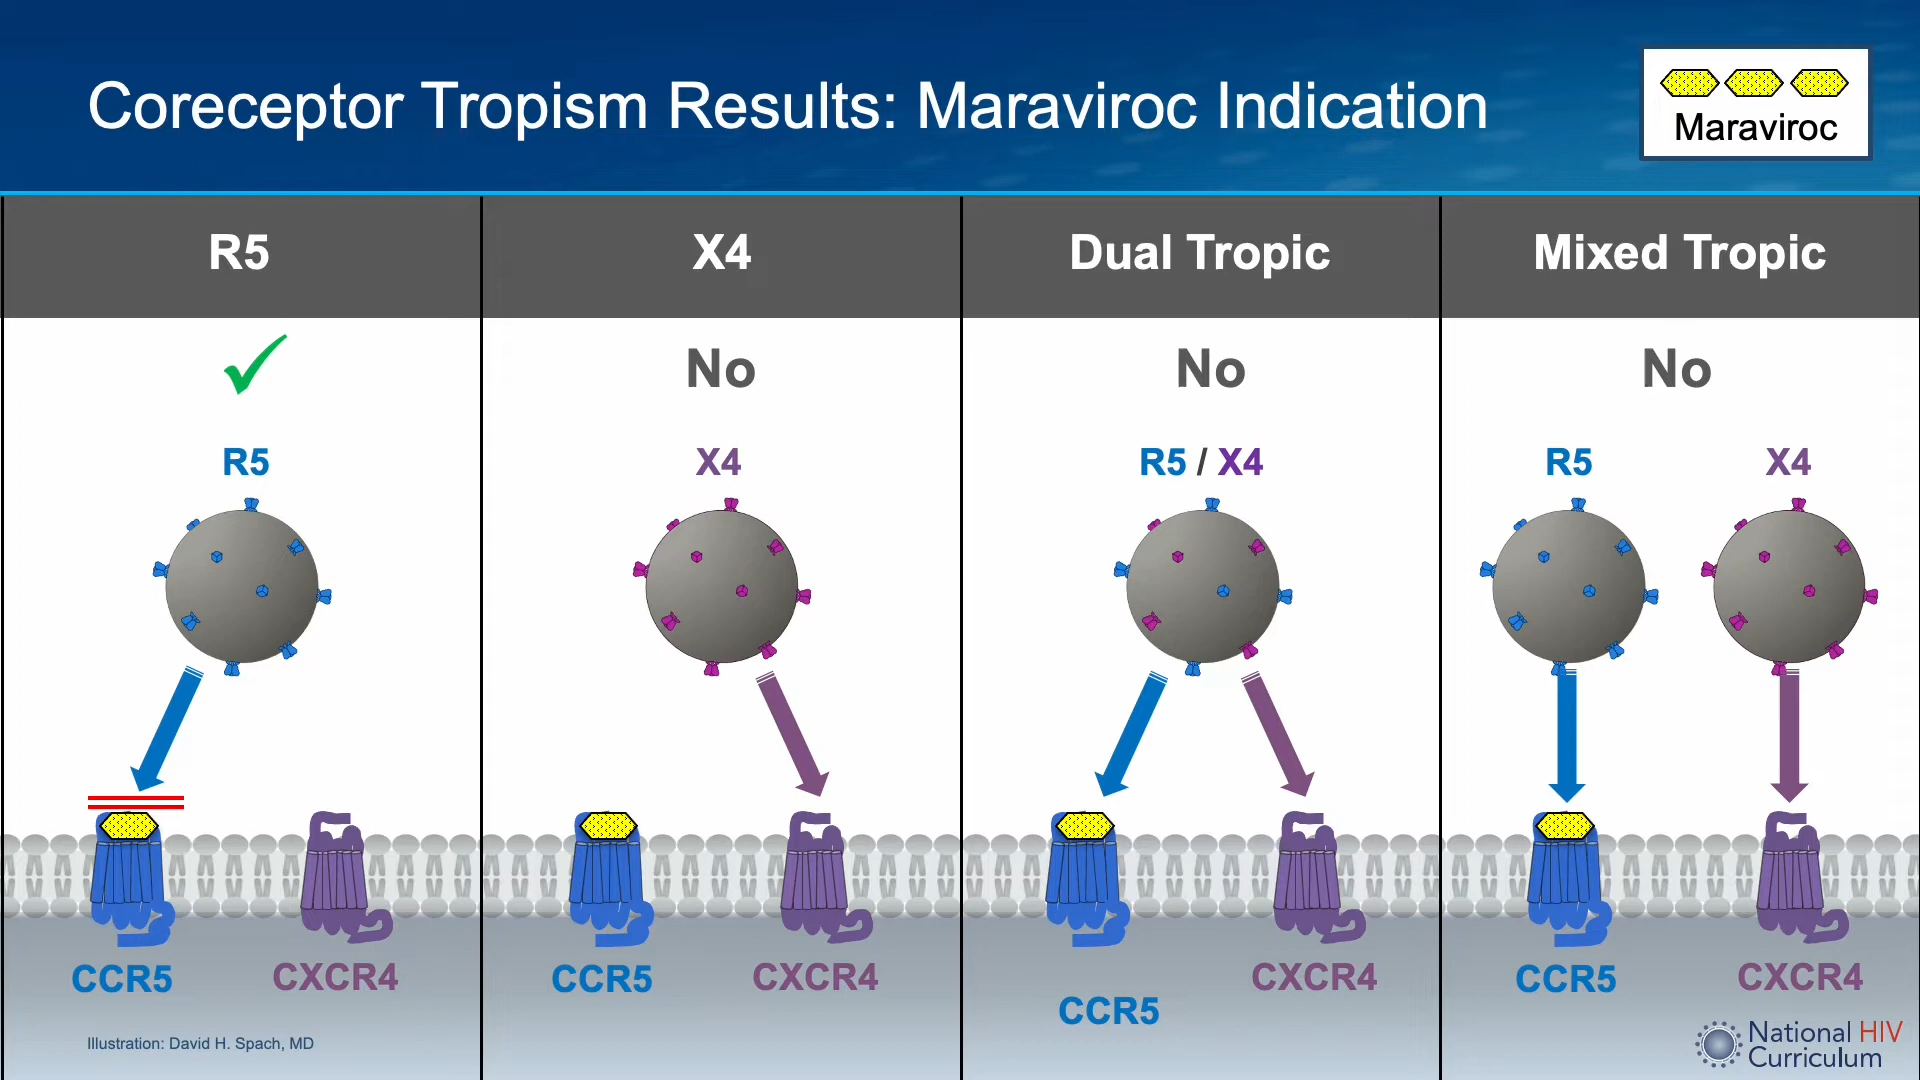 Coreceptor Tropism Results: Maraviroc Indication
Maraviroc
R5
X4
Dual Tropic
Mixed Tropic
No
No
No
R5
X4
R5 / X4
R5
X4
CCR5
CXCR4
CCR5
CXCR4
CCR5
CXCR4
CCR5
CXCR4
Illustration: David H. Spach, MD
National HIV
Curriculum